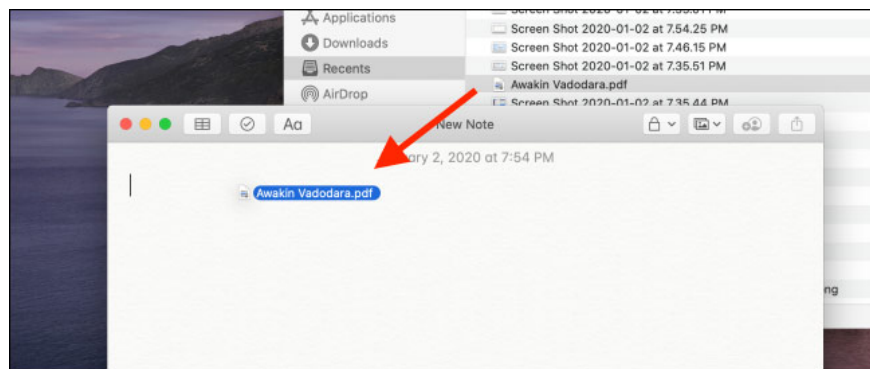 Applications
Screen Shot 2020-01-02 at 7.54.25 PM
Downloads
Screen Shot 2020-01-02 at 7.46.15 PM
Recents
Screen Shot 2020-01-02 at 7.35.51 PM
AirDrop
Awakin Vadodara.pdf
Screen Shot 2020-01-02 at 7.35.44 PM
Aa
New Note
ary 2, 2020 at 7:54 PM
Awakin Vadodara.pdf
ng